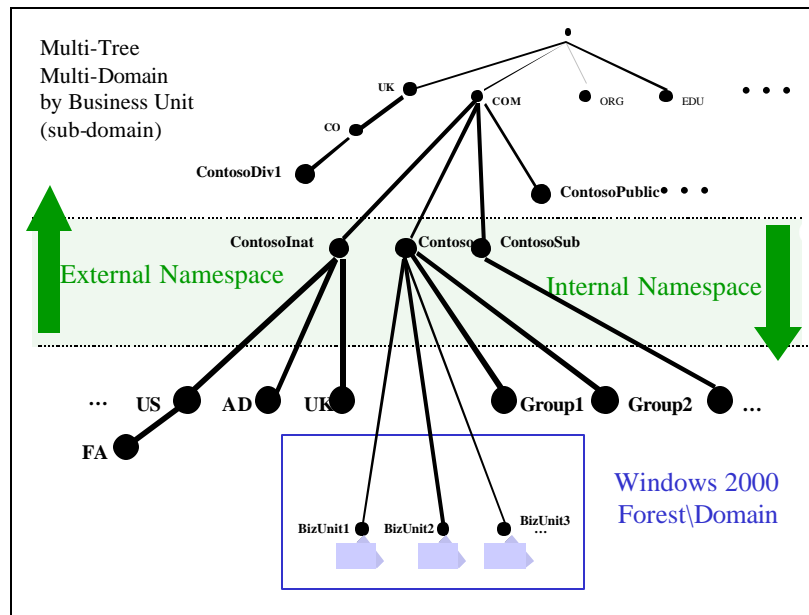 Multi-Tree
Multi-Domain
by Business Unit
(sub-domain)
UK
COM
ORG
EDU
• • •
CO
ContosoDiv1
ContosoPublic
• • •
ContosoInat
Contoso
ContosoSub
External Namespace
Internal Namespace
...
US
AD
UK
Group1
Group2
...
FA
Windows 2000
Forest\Domain
BizUnit1
BizUnit2
BizUnit3
...